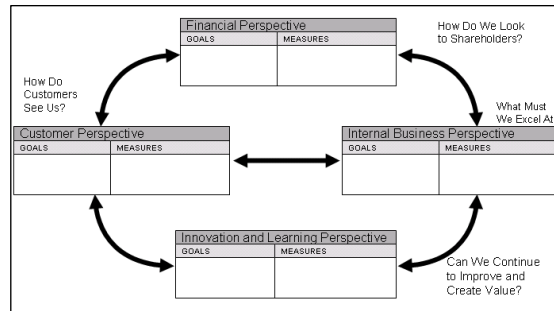 Financial Perspective
GOALS MEASURES
How Do We Look
to Shareholders?
How Do
Customers
See Us?
What Must
We Excel At
Customer Perspective
GOALS MEASURES
Internal Business Perspective
GOALS MEASURES
Innovation and Learning Perspective
GOALS MEASURES
Can We Continue
to Improve and
Create Value?